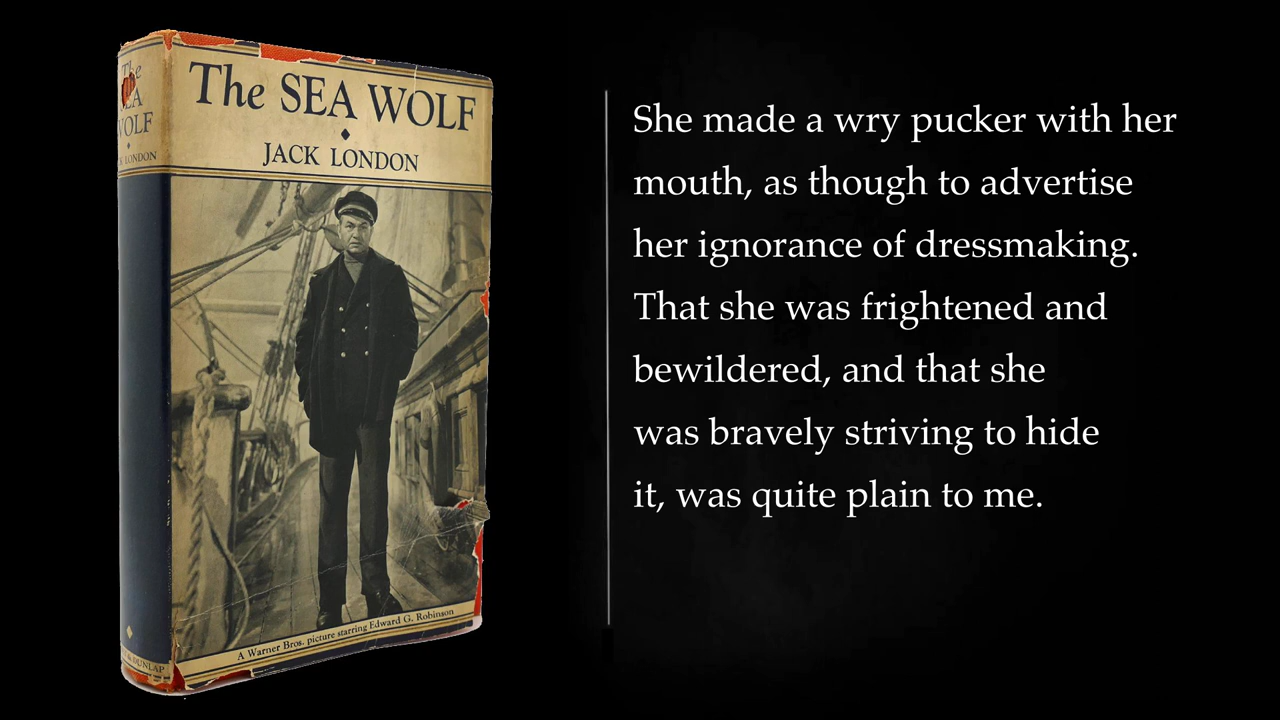 The
SEA
WOLF
LONDON
DUNLAP
The SEA WOLF
JACK LONDON
A Warner Bros. picture starring Edward G. Robinson
She made a wry pucker with her
mouth, as though to advertise
her ignorance of dressmaking.
That she was frightened and
bewildered, and that she
was bravely striving to hide
it, was quite plain to me.